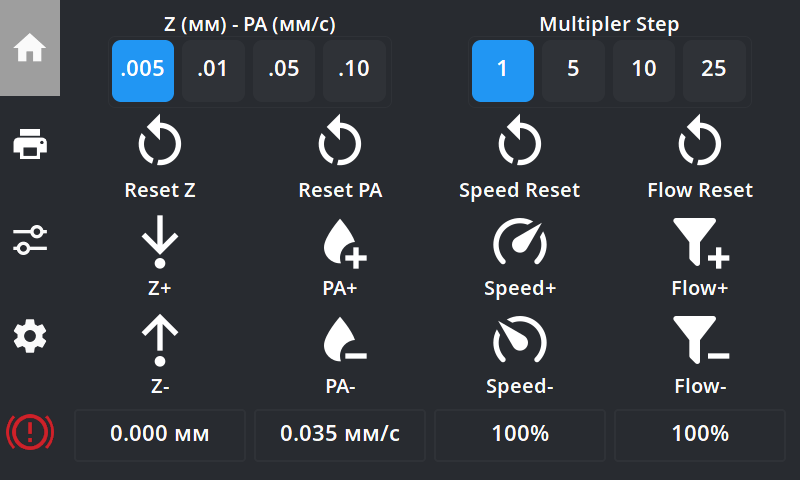 Z (мм) - PA (мм/с)
Multipler Step
.005 .01 .05 .10
1 5 10 25
Reset Z
Reset PA
Speed Reset
Flow Reset
Z+
PA+
Speed+
Flow+
Z-
PA-
Speed-
Flow-
0.000 мм
0.035 мм/с
100%
100%